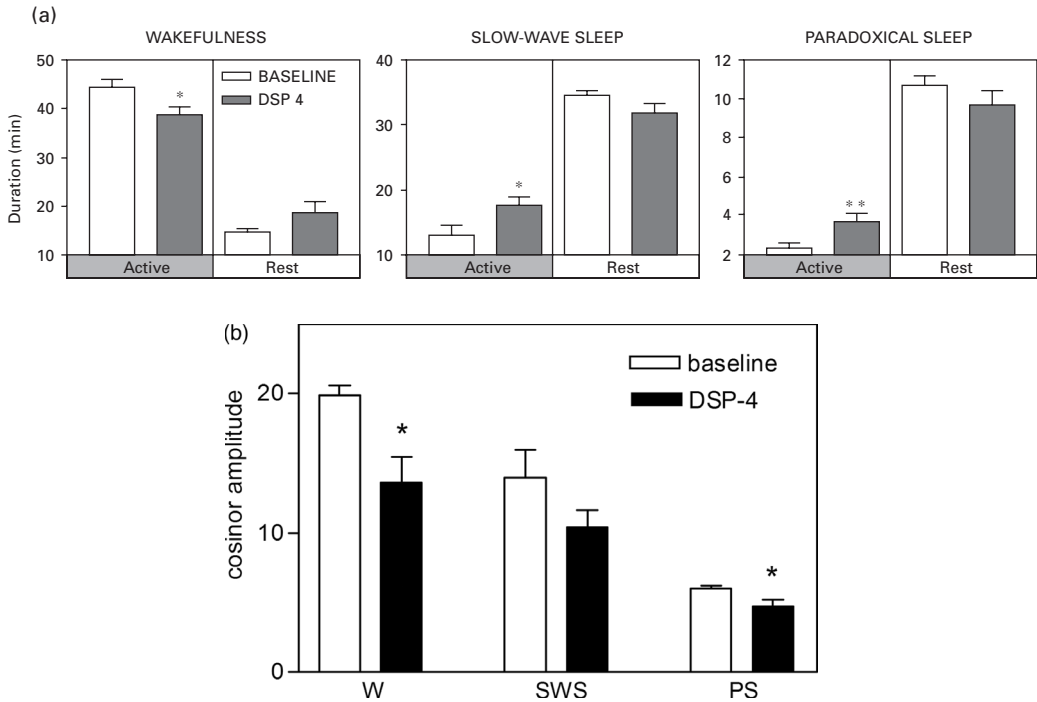 (a)
WAKEFULNESS SLOW-WAVE SLEEP PARADOXICAL SLEEP
Duration (min)
50
40
30
20
10
BASELINE
DSP 4
*
Active Rest
40
30
20
10
*
Active Rest
12
10
8
6
4
2
**
Active Rest
(b)
cosinor amplitude
20
10
0
baseline
DSP-4
*
*
W SWS PS